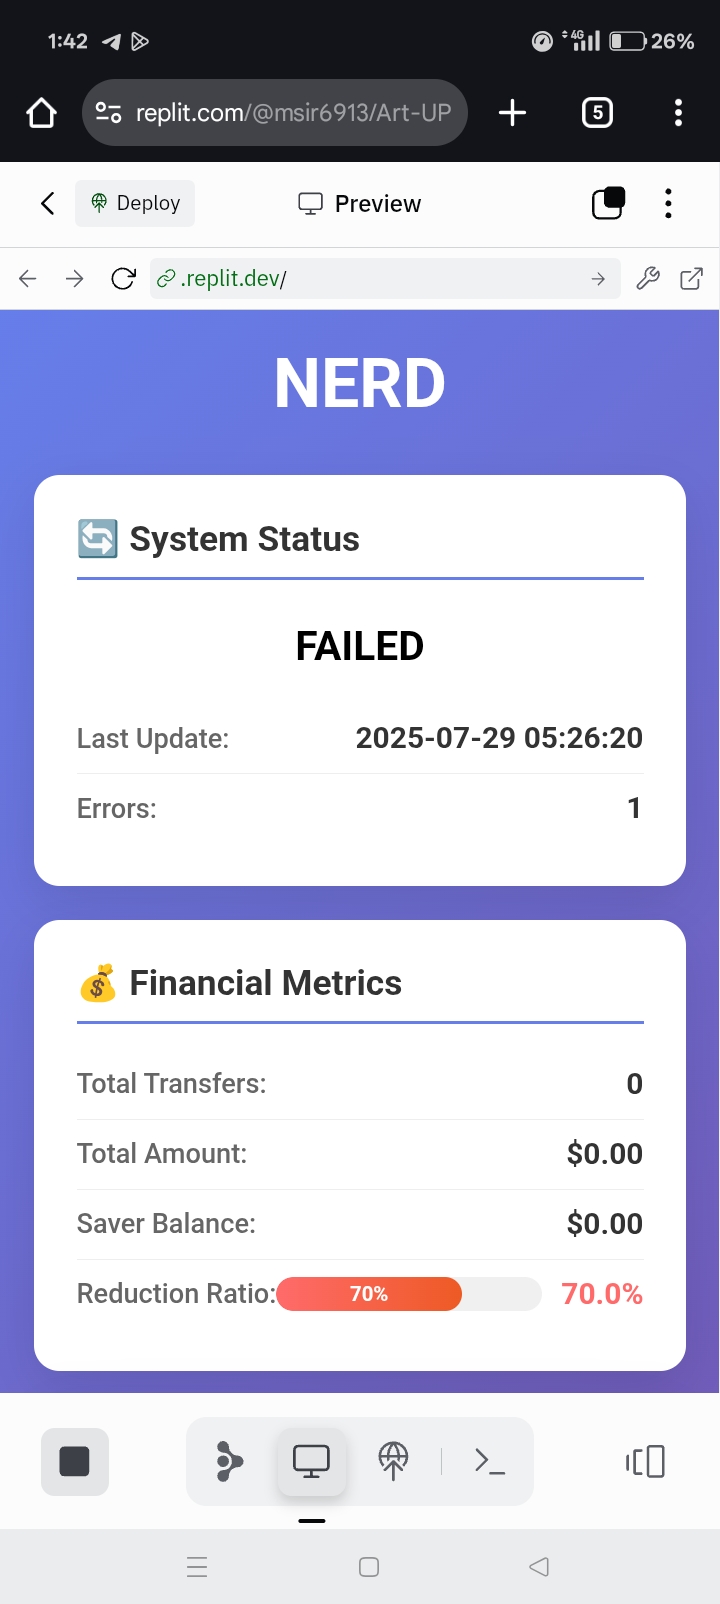 1:42
4G
26%
replit.com/@msir6913/Art-UP
5
Deploy
Preview
.replit.dev/
NERD
System Status
FAILED
Last Update: 2025-07-29 05:26:20
Errors: 1
Financial Metrics
Total Transfers: 0
Total Amount: $0.00
Saver Balance: $0.00
Reduction Ratio: 70% 70.0%